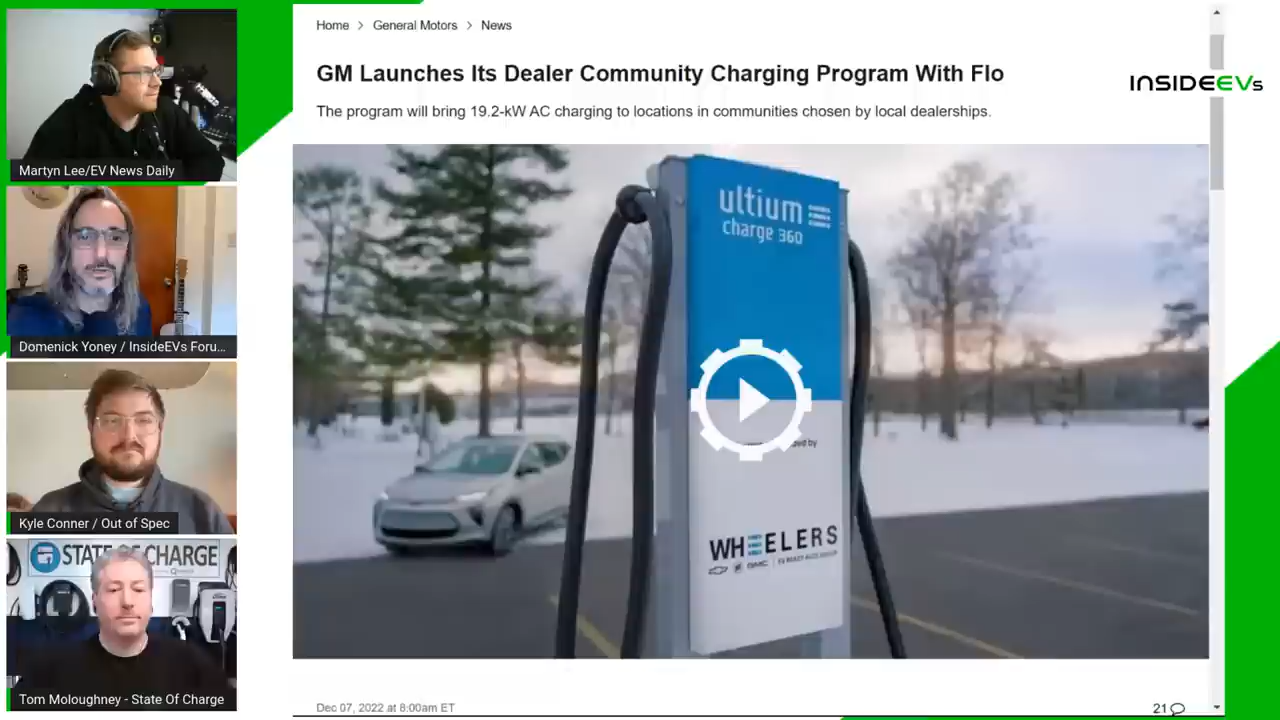 Martyn Lee/EV News Daily
Domenick Yoney / InsideEVs Foru...
Kyle Conner / Out of Spec
STATE OF CHARGE
Tom Moloughney - State Of Charge
Home > General Motors > News
GM Launches Its Dealer Community Charging Program With Flo
The program will bring 19.2-kW AC charging to locations in communities chosen by local dealerships.
INSIDEEVs
ultium
charge 360
by
WHEELERS
GMC
Dec 07, 2022 at 8:00am ET
21